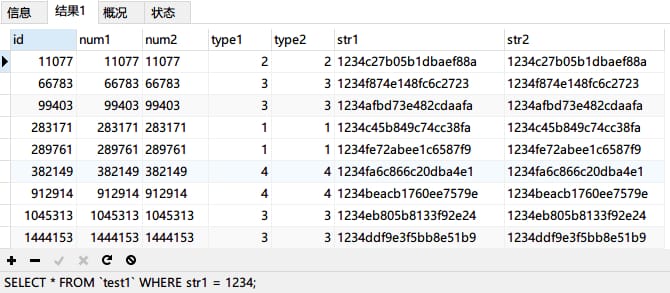 信息 结果1 概况 状态
id num1 num2 type1 type2 str1 str2
11077 11077 11077 2 2 1234c27b05b1dbaef88a 1234c27b05b1dbaef88a
66783 66783 66783 3 3 1234f874e148fc6c2723 1234f874e148fc6c2723
99403 99403 99403 3 3 1234afbd73e482cdaafa 1234afbd73e482cdaafa
283171 283171 283171 1 1 1234c45b849c74cc38fa 1234c45b849c74cc38fa
289761 289761 289761 1 1 1234fe72abee1c6587f9 1234fe72abee1c6587f9
382149 382149 382149 4 4 1234fa6c866c20dba4e1 1234fa6c866c20dba4e1
912914 912914 912914 4 4 1234beacb1760ee7579e 1234beacb1760ee7579e
1045313 1045313 1045313 3 3 1234eb805b8133f92e24 1234eb805b8133f92e24
1444153 1444153 1444153 3 3 1234ddf9e3f5bb8e51b9 1234ddf9e3f5bb8e51b9
SELECT * FROM `test1` WHERE str1 = 1234;